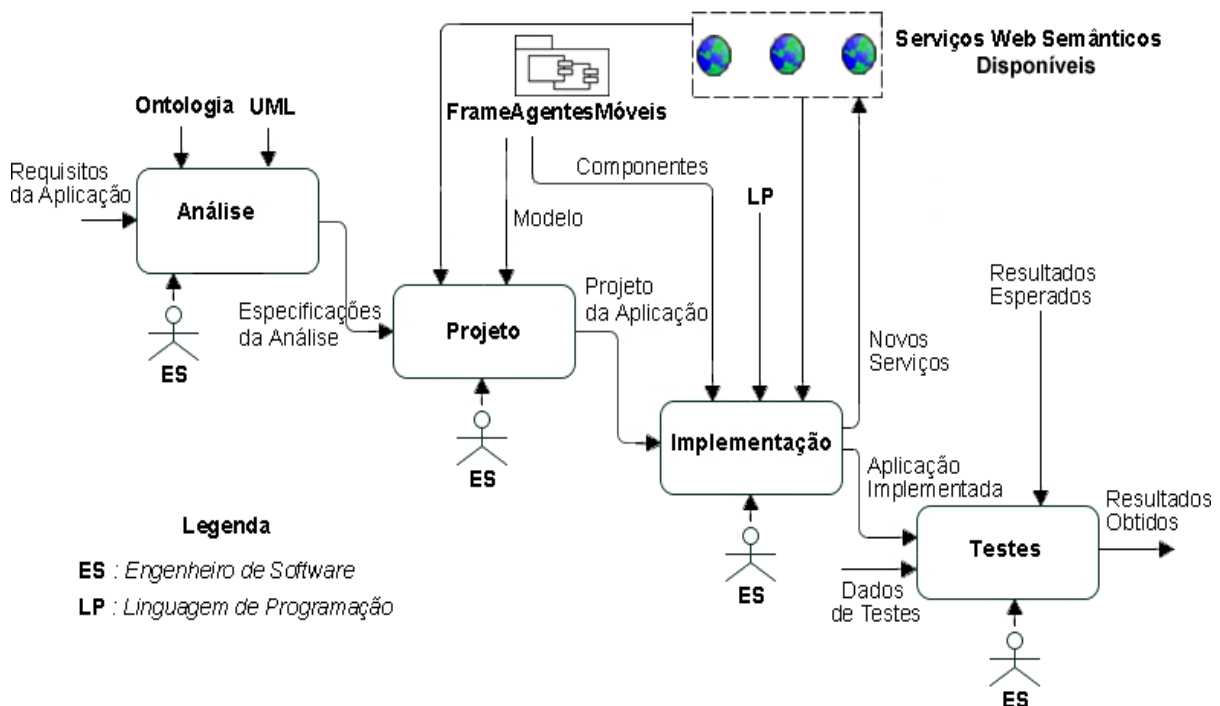 Serviços Web Semânticos
Disponíveis
FrameAgentesMóveis
Ontologia UML
Requisitos
da Aplicação
Análise
Componentes
LP
Modelo
Especificações
da Análise
ES
Projeto
Projeto
da Aplicação
Resultados
Esperados
Novos
Serviços
ES
Implementação
Aplicação
Implementada
ES
Resultados
Obtidos
Testes
Dados
de Testes
ES
Legenda
ES : Engenheiro de Software
LP : Linguagem de Programação